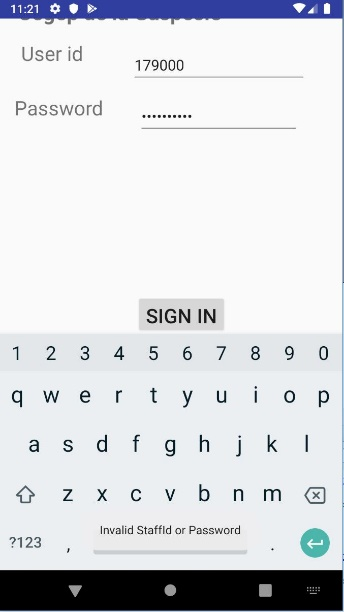 11:21
User id
179000
Password
••••••••••
SIGN IN
1 2 3 4 5 6 7 8 9 0
q w e r t y u i o p
a s d f g h j k l
z x c v b n m
?123 , Invalid StaffId or Password .